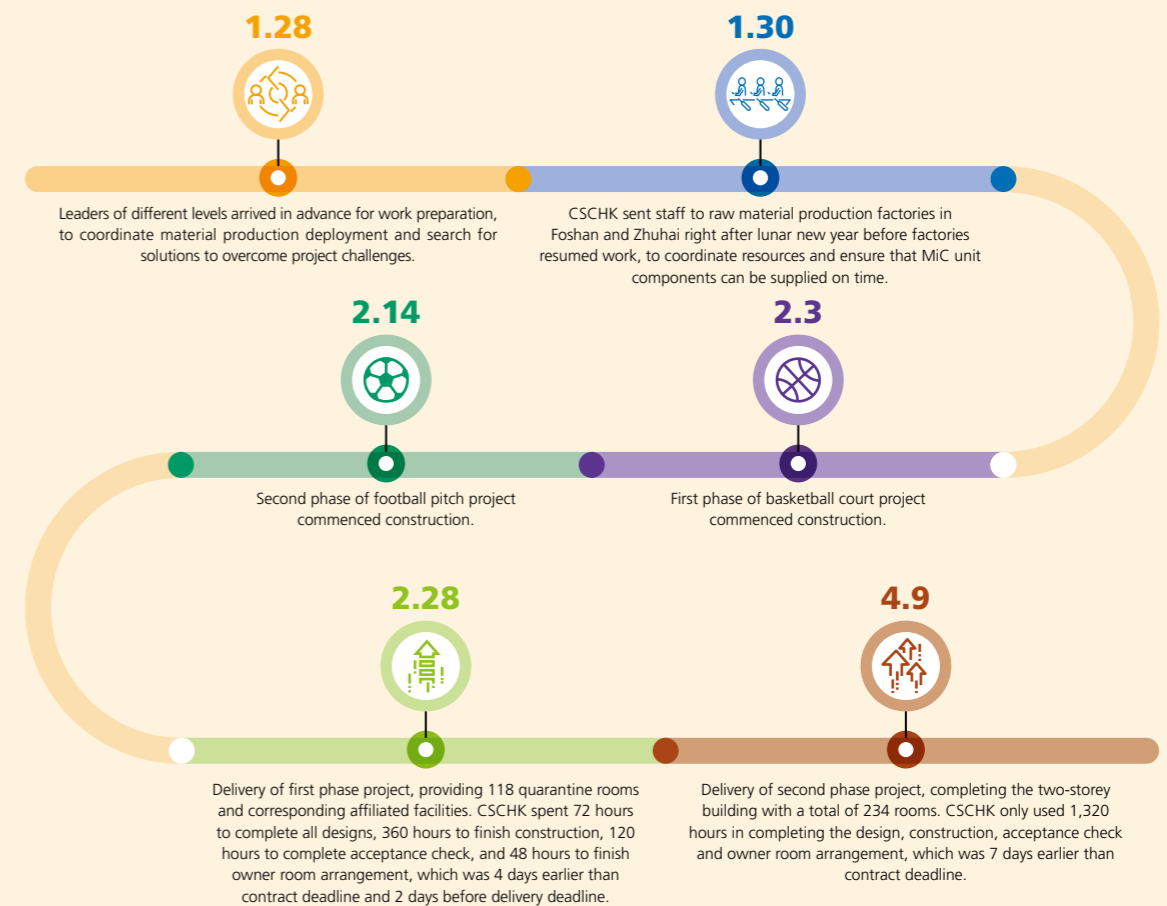 1.28
Leaders of different levels arrived in advance for work preparation,
to coordinate material production deployment and search for
solutions to overcome project challenges.
1.30
CSCHK sent staff to raw material production factories in
Foshan and Zhuhai right after lunar new year before factories
resumed work, to coordinate resources and ensure that MiC unit
components can be supplied on time.
2.3
First phase of basketball court project
commenced construction.
2.14
Second phase of football pitch project
commenced construction.
2.28
Delivery of first phase project, providing 118 quarantine rooms
and corresponding affiliated facilities. CSCHK spent 72 hours
to complete all designs, 360 hours to finish construction, 120
hours to complete acceptance check, and 48 hours to finish
owner room arrangement, which was 4 days earlier than
contract deadline and 2 days before delivery deadline.
4.9
Delivery of second phase project, completing the two-storey
building with a total of 234 rooms. CSCHK only used 1,320
hours in completing the design, construction, acceptance check
and owner room arrangement, which was 7 days earlier than
contract deadline.